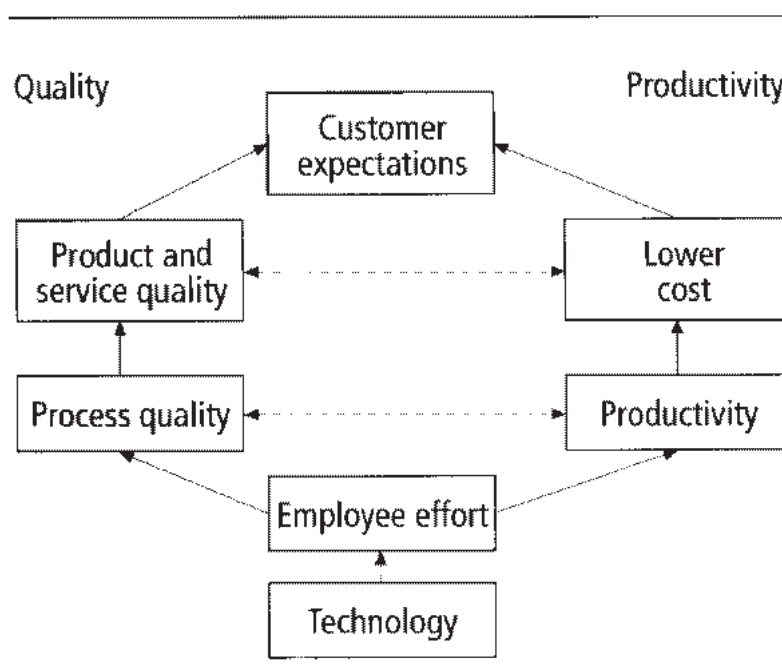 Quality
Productivity
Customer
expectations
Product and
service quality
Lower
cost
Process quality
Productivity
Employee effort
Technology